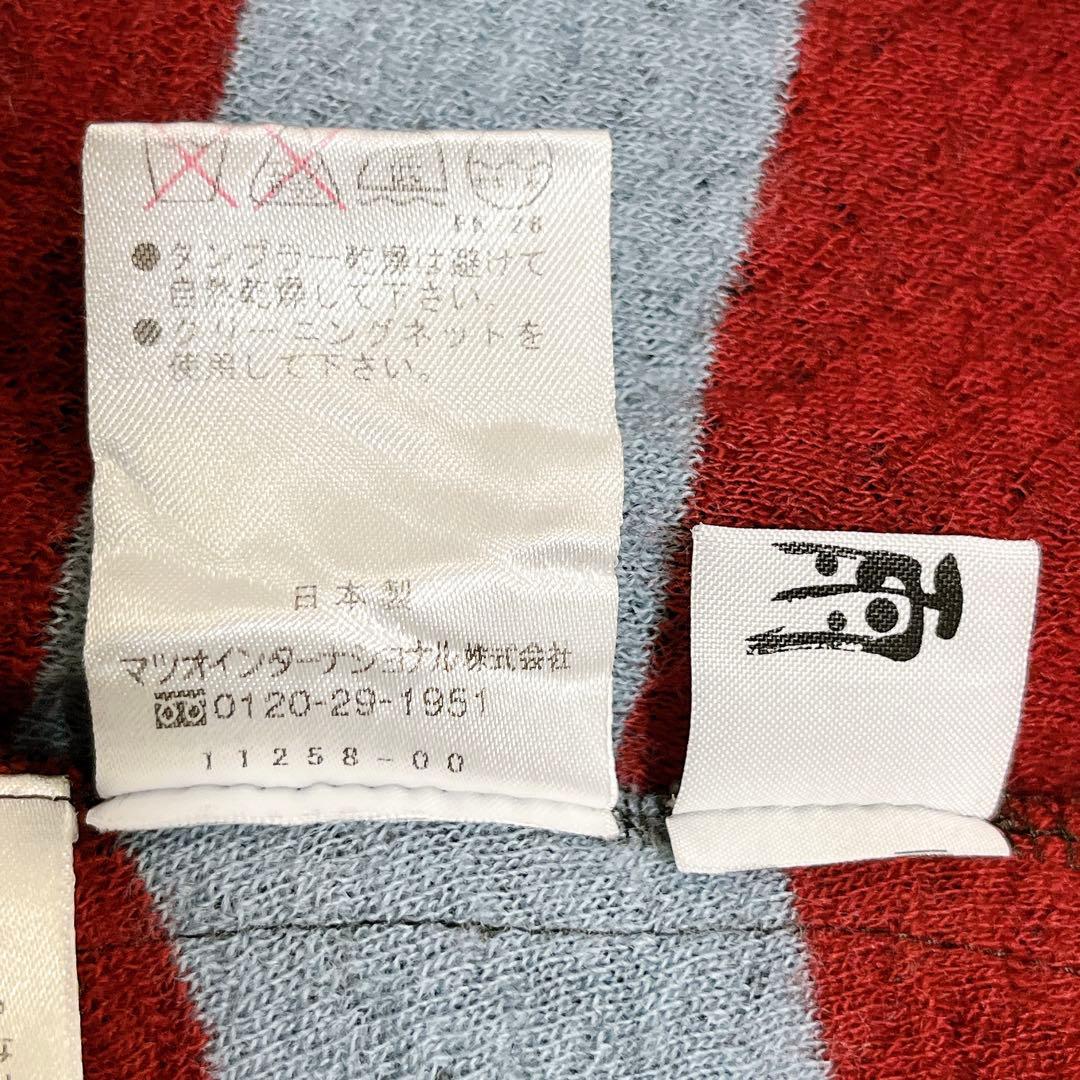 ● タンブラー乾燥は避けて
自然乾燥して下さい。
● クリーニングネットを
使用して下さい。
日本製
マツオインターナショナル株式会社
0120-29-1951
11258-00